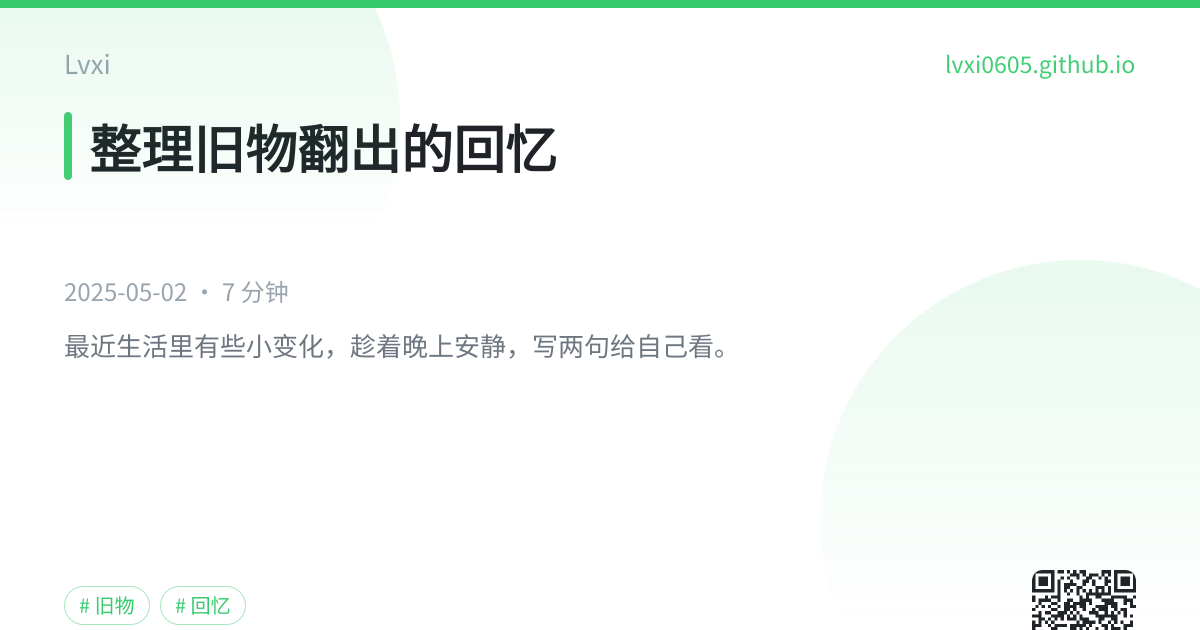 Lvxi
lvxi0605.github.io
整理旧物翻出的回忆
2025-05-02 · 7 分钟
最近生活里有些小变化，趁着晚上安静，写两句给自己看。
# 旧物
# 回忆